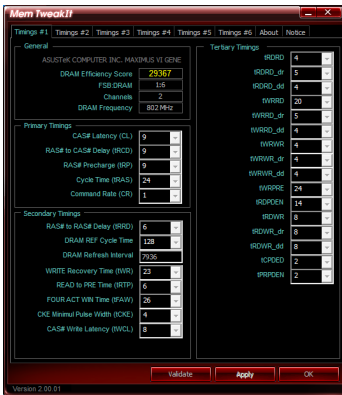 Mem TweakIt
Timings #1 Timings #2 Timings #3 Timings #4 Timings #5 Timings #6 About Notice
General
ASUSTeK COMPUTER INC. MAXIMUS VI GENE
DRAM Efficiency Score 29367
FSB:DRAM 1:6
Channels 2
DRAM Frequency 802 MHz
Primary Timings
CAS# Latency (CL) 9
RAS# to CAS# Delay (tRCD) 9
RAS# Precharge (tRP) 9
Cycle Time (tRAS) 24
Command Rate (CR) 1
Secondary Timings
RAS# to RAS# Delay (tRRD) 6
DRAM REF Cycle Time 128
DRAM Refresh Interval 7936
WRITE Recovery Time (tWR) 23
READ to PRE Time (tRTP) 6
FOUR ACT WIN Time (tFAW) 26
CKE Minimul Pulse Width (tCKE) 4
CAS# Write Latency (tWCL) 8
Tertiary Timings
tRDRD 4
tRDRD_dr 5
tRDRD_dd 4
tWRRD 20
tWRRD_dr 5
tWRRD_dd 4
tWRWR 4
tWRWR_dr 4
tWRWR_dd 4
tWRPRE 24
tRDPDEN 14
tRDWR 8
tRDWR_dr 8
tRDWR_dd 8
tCPDED 2
tPRPDEN 2
Validate Apply OK
Version 2.00.01